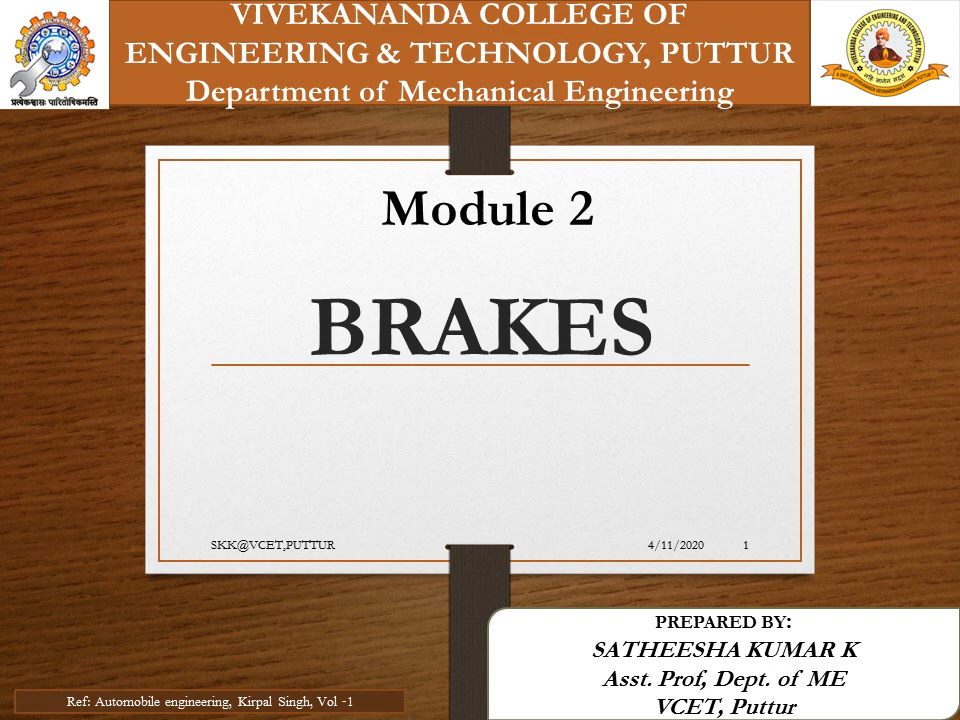 VIVEKANANDA COLLEGE OF
ENGINEERING & TECHNOLOGY, PUTTUR
Department of Mechanical Engineering
प्रत्येकश्वासः पारितोषिकमस्ति
Module 2
BRAKES
SKK@VCET,PUTTUR 4/11/2020 1
PREPARED BY:
SATHEESHA KUMAR K
Asst. Prof, Dept. of ME
VCET, Puttur
Ref: Automobile engineering, Kirpal Singh, Vol -1